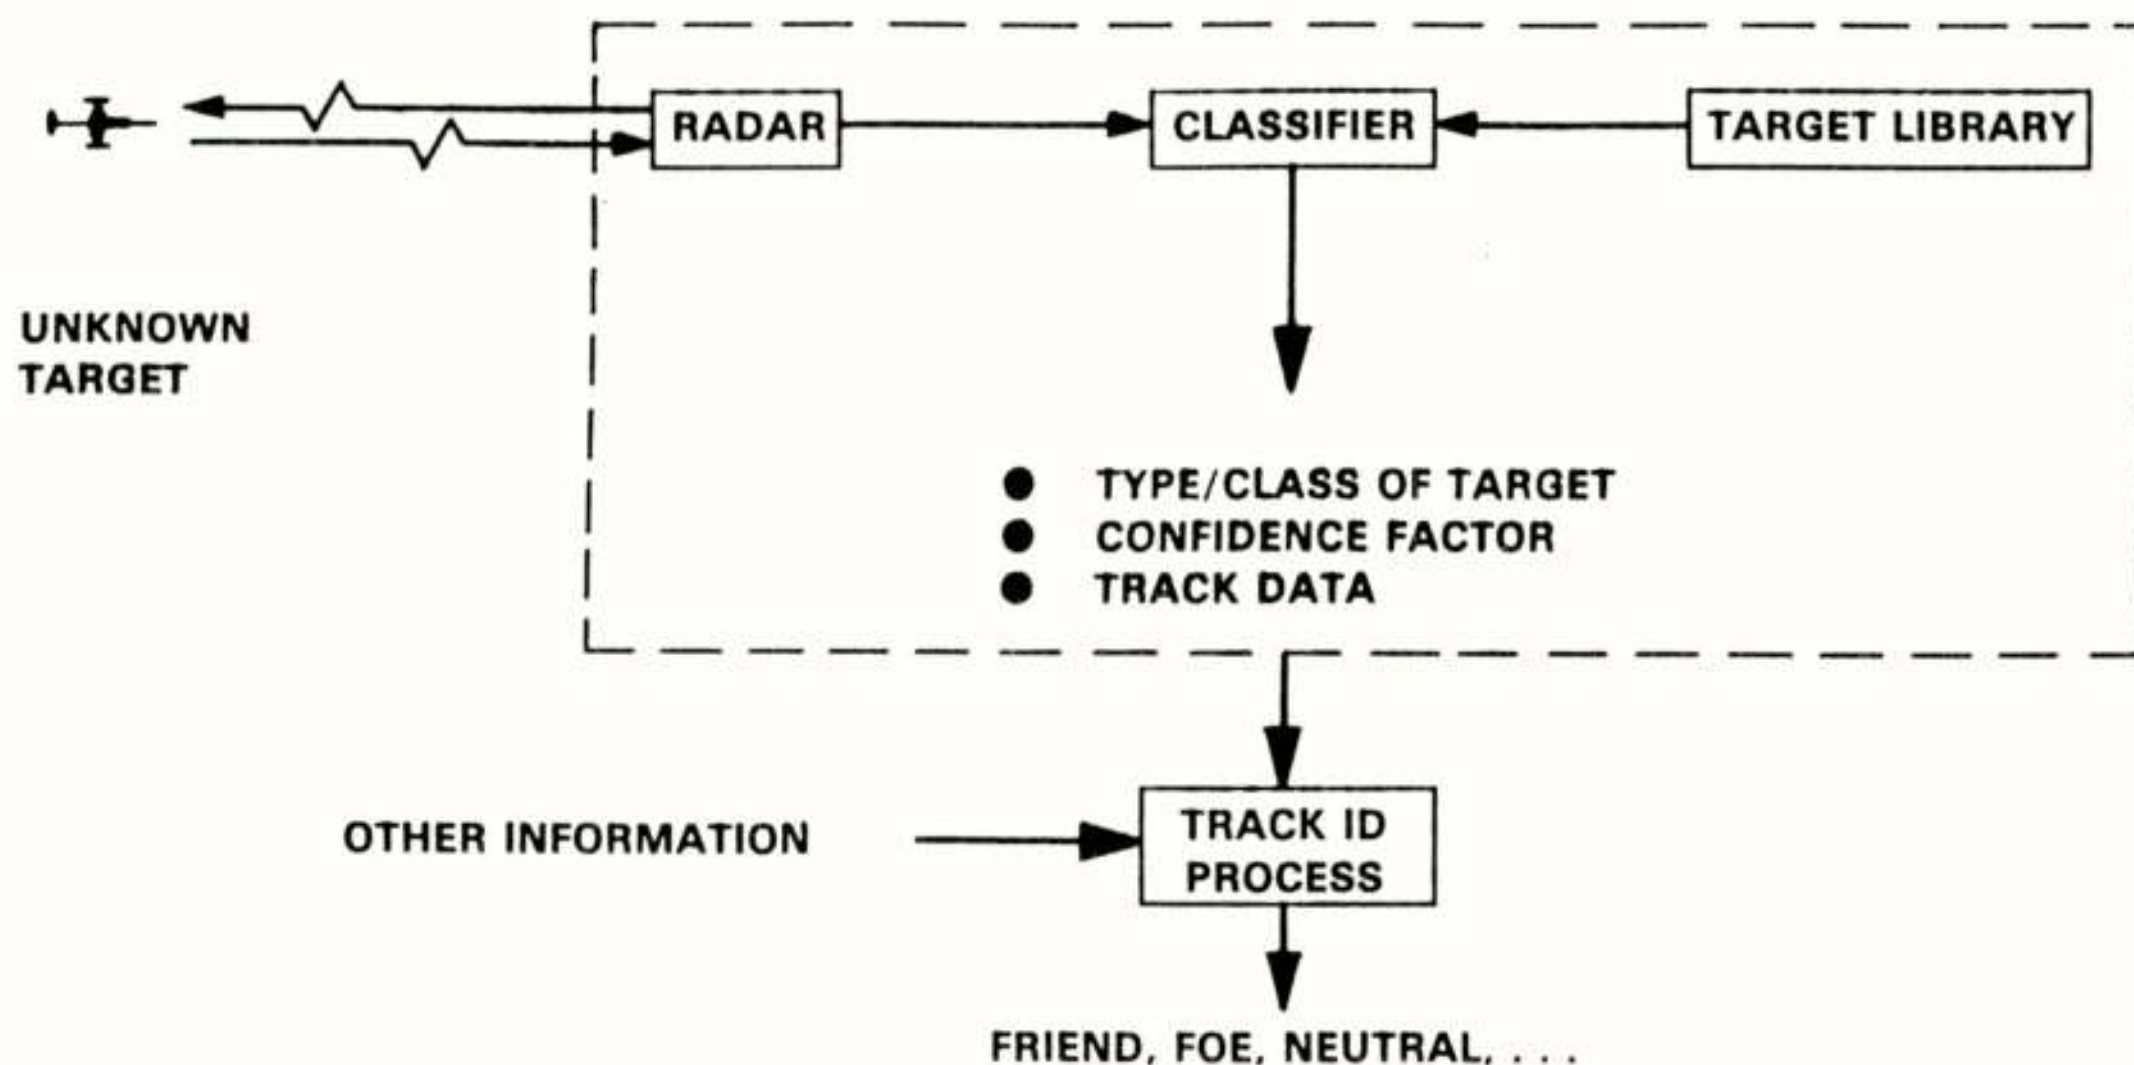 RADAR
CLASSIFIER
TARGET LIBRARY
UNKNOWN
TARGET
● TYPE/CLASS OF TARGET
● CONFIDENCE FACTOR
● TRACK DATA
OTHER INFORMATION
TRACK ID
PROCESS
FRIEND, FOE, NEUTRAL, . . .